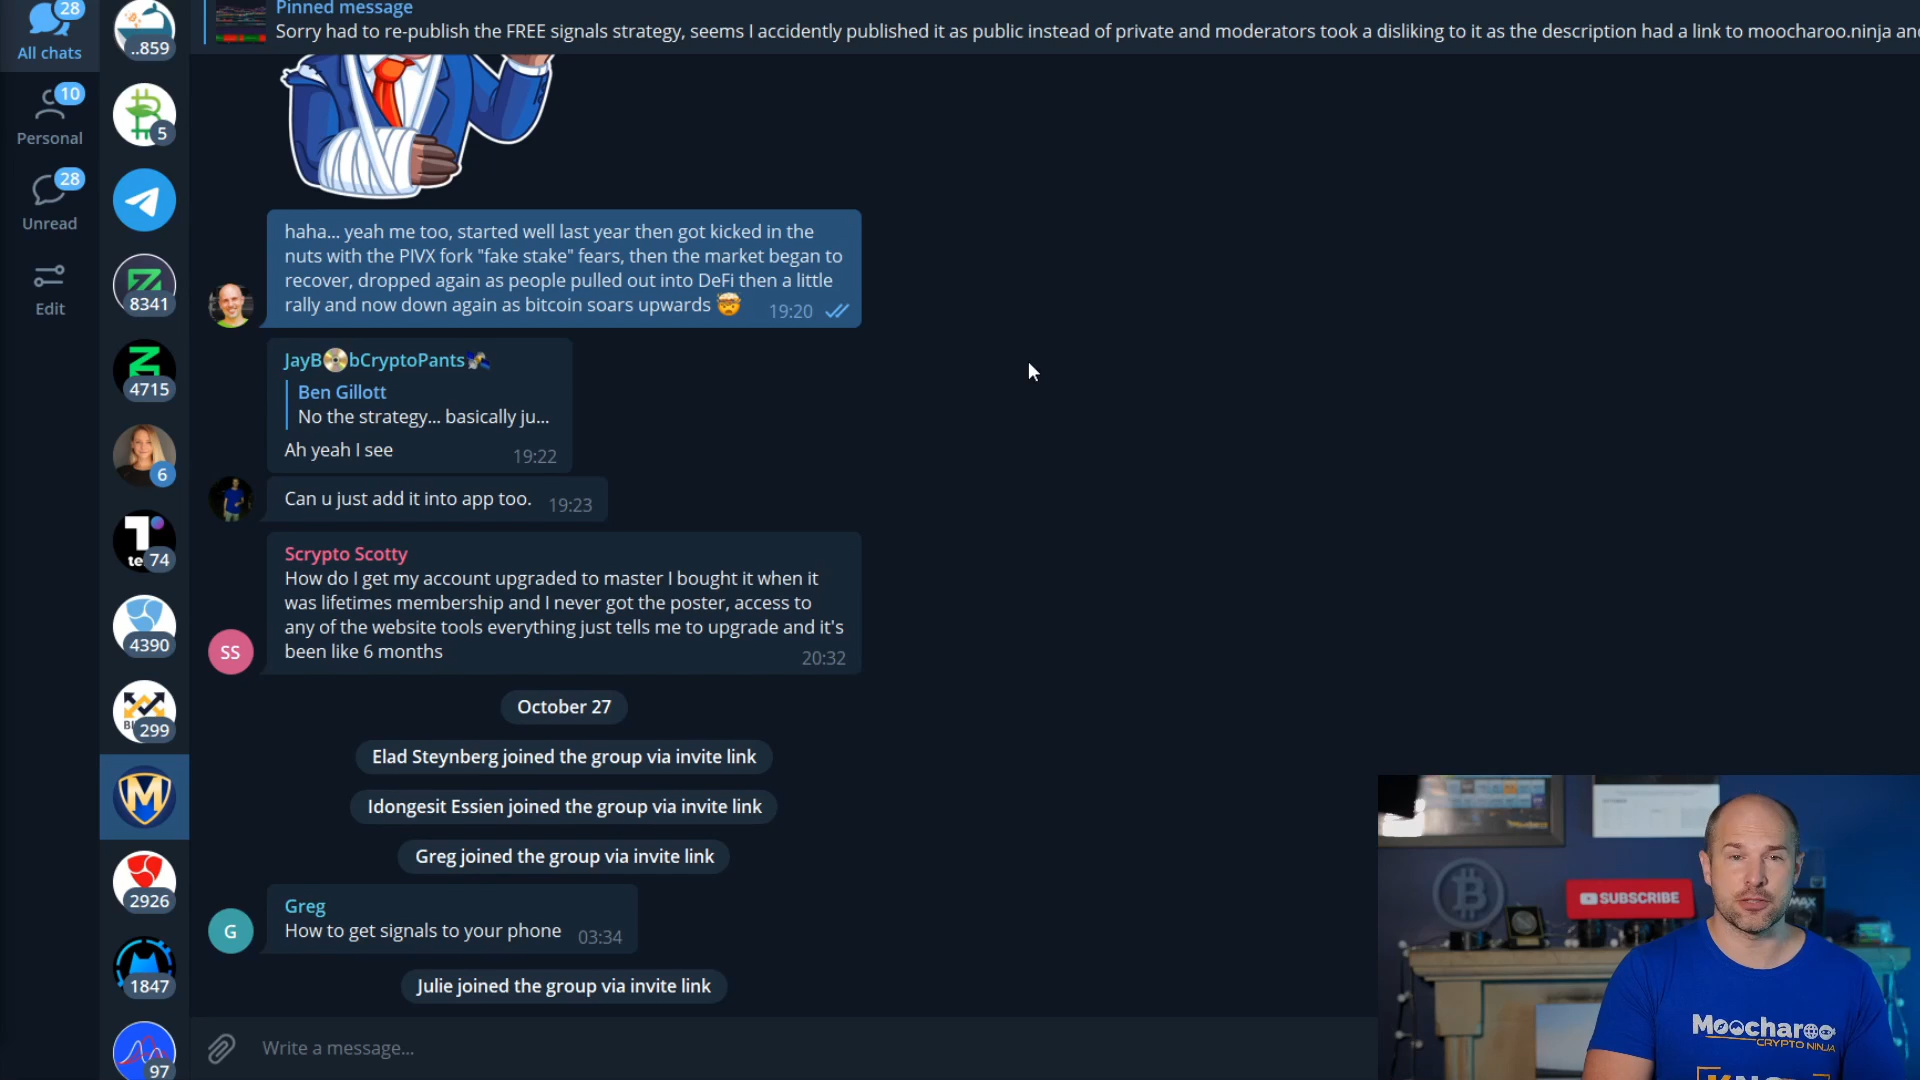 Pinned message
Sorry had to re-publish the FREE signals strategy, seems I accidently published it as public instead of private and moderators took a disliking to it as the description had a link to moocharoo.ninja
28
All chats
10
Personal
28
Unread
Edit
..859
5
8341
4715
6
te
74
4390
299
M
2926
1847
97
haha... yeah me too, started well last year then got kicked in the
nuts with the PIVX fork "fake stake" fears, then the market began to
recover, dropped again as people pulled out into DeFi then a little
rally and now down again as bitcoin soars upwards 🤯 19:20
JayB📀bCryptoPants🛰
Ben Gillott
No the strategy... basically ju...
Ah yeah I see 19:22
Can u just add it into app too. 19:23
Scrypto Scotty
How do I get my account upgraded to master I bought it when it
was lifetimes membership and I never got the poster, access to
any of the website tools everything just tells me to upgrade and it's
been like 6 months 20:32
SS
October 27
Elad Steynberg joined the group via invite link
Idongesit Essien joined the group via invite link
Greg joined the group via invite link
Greg
How to get signals to your phone 03:34
G
Julie joined the group via invite link
Write a message...
SUBSCRIBE
Moocharoo
CRYPTO NINJA